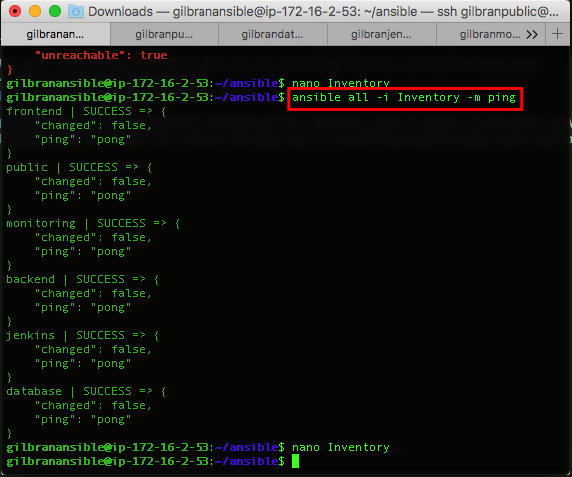 Downloads — gilbranansible@ip-172-16-2-53: ~/ansible — ssh gilbranpublic@...
gilbranan... gilbranpu... gilbrandat... gilbranjen... gilbranmo... >> +
"unreachable": true
}
gilbranansible@ip-172-16-2-53:~/ansible$ nano Inventory
gilbranansible@ip-172-16-2-53:~/ansible$ ansible all -i Inventory -m ping
frontend | SUCCESS => {
"changed": false,
"ping": "pong"
}
public | SUCCESS => {
"changed": false,
"ping": "pong"
}
monitoring | SUCCESS => {
"changed": false,
"ping": "pong"
}
backend | SUCCESS => {
"changed": false,
"ping": "pong"
}
jenkins | SUCCESS => {
"changed": false,
"ping": "pong"
}
database | SUCCESS => {
"changed": false,
"ping": "pong"
}
gilbranansible@ip-172-16-2-53:~/ansible$ nano Inventory
gilbranansible@ip-172-16-2-53:~/ansible$